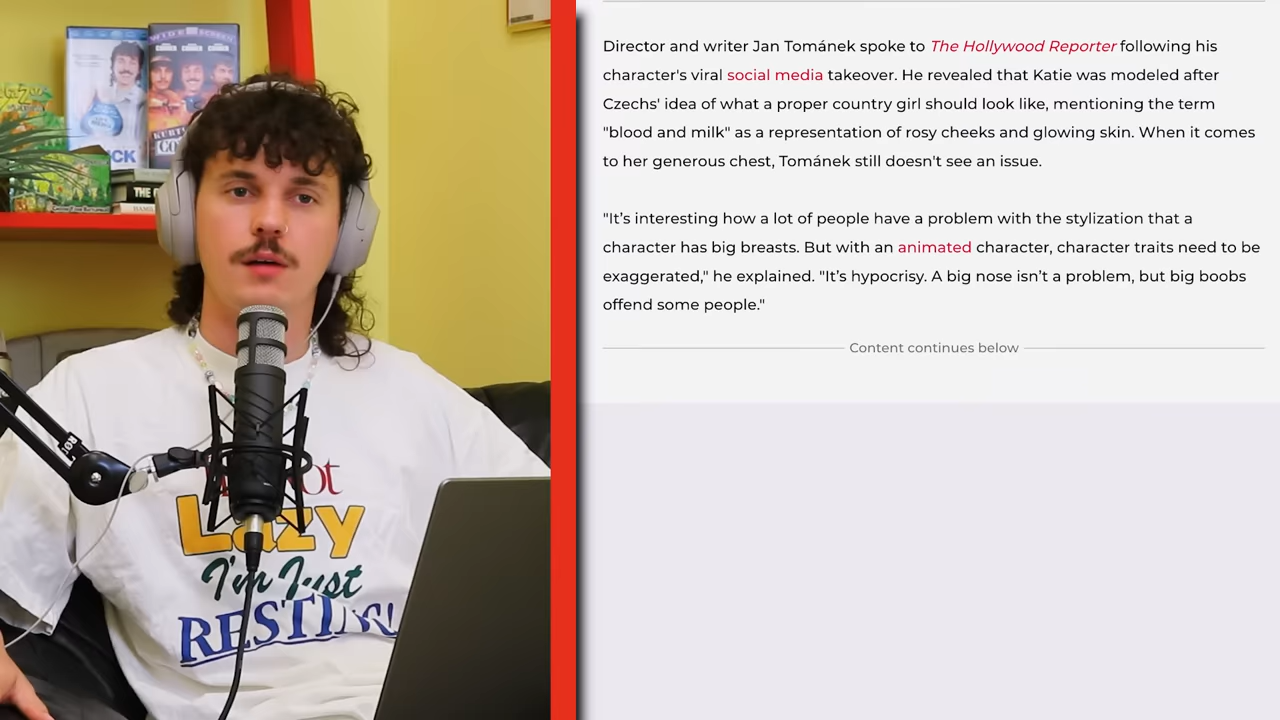 WIDE SCREEN
Director and writer Jan Tománek spoke to The Hollywood Reporter following his
character's viral social media takeover. He revealed that Katie was modeled after
Czechs' idea of what a proper country girl should look like, mentioning the term
"blood and milk" as a representation of rosy cheeks and glowing skin. When it comes
to her generous chest, Tománek still doesn't see an issue.
"It's interesting how a lot of people have a problem with the stylization that a
character has big breasts. But with an animated character, character traits need to be
exaggerated," he explained. "It's hypocrisy. A big nose isn't a problem, but big boobs
offend some people."
Content continues below
Lazy
I'm Just
RESTING!